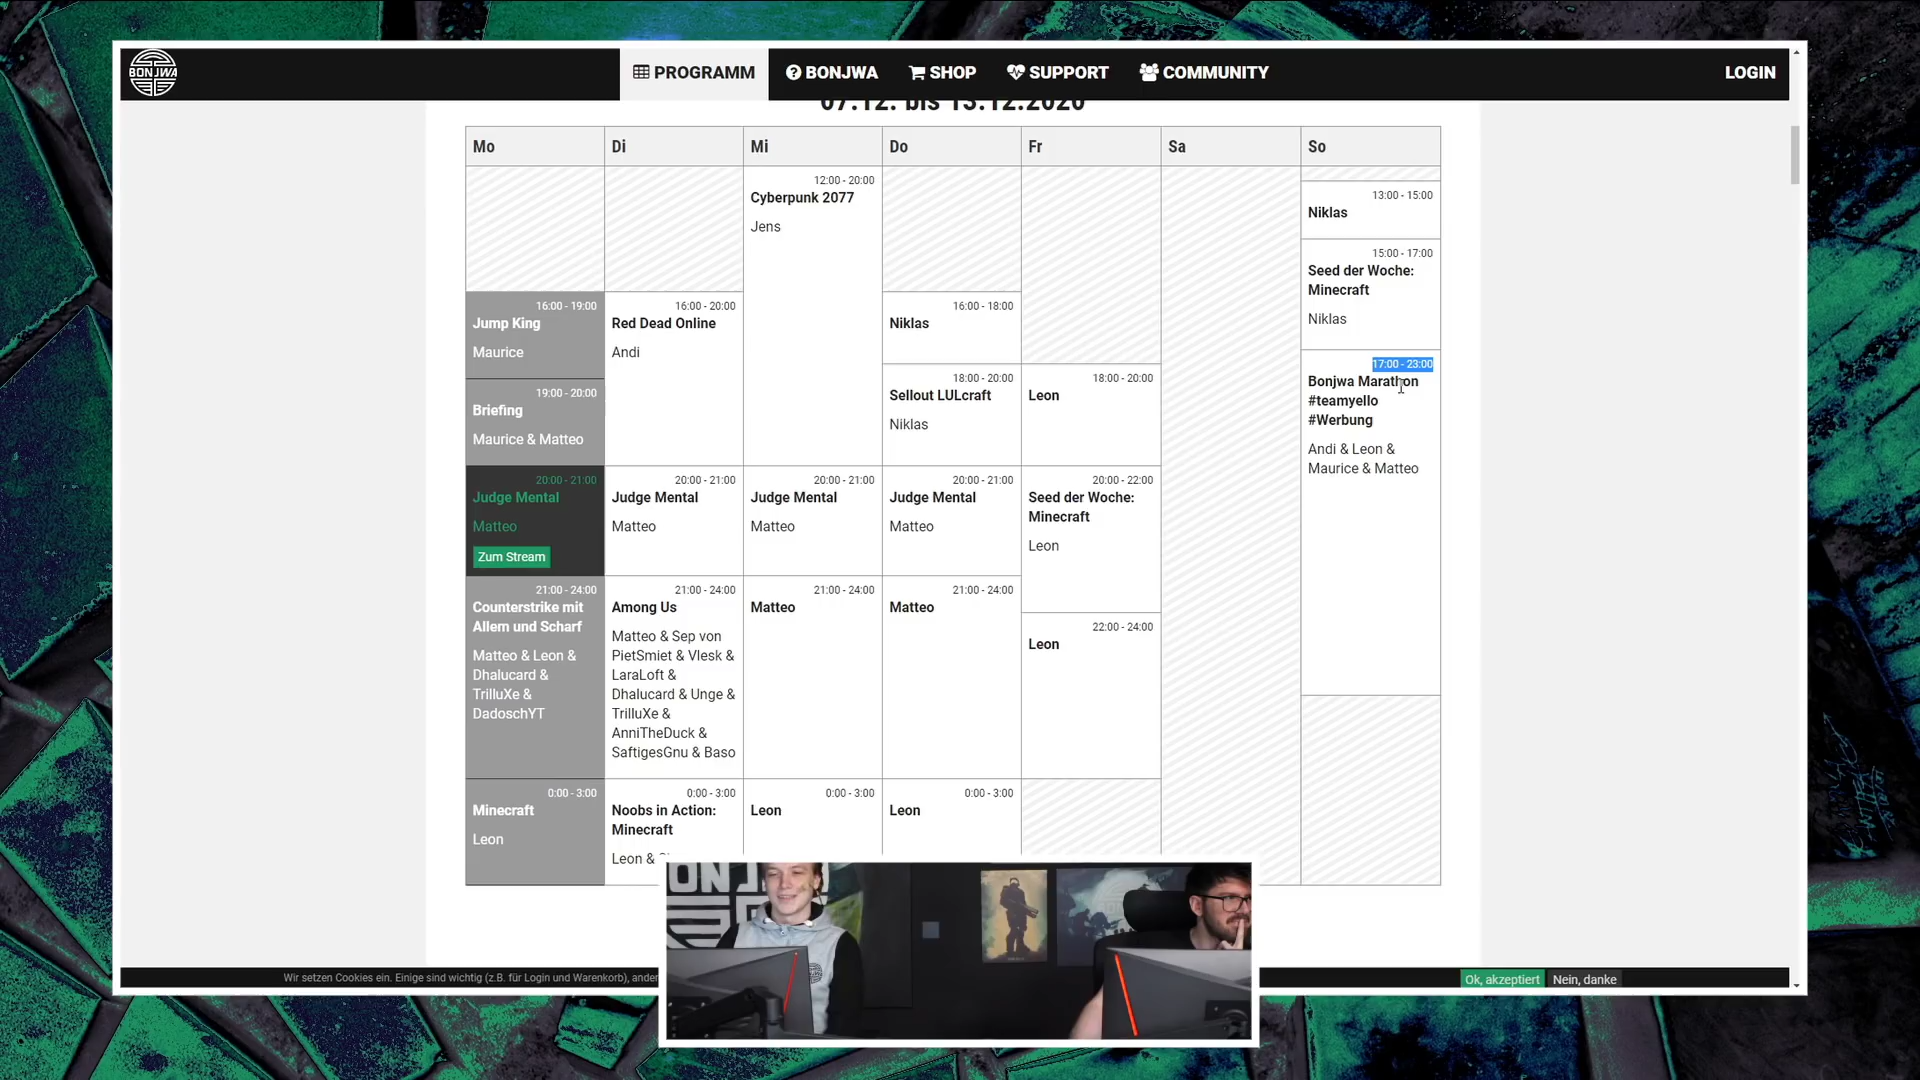 BONJWA
PROGRAMM
BONJWA
SHOP
SUPPORT
COMMUNITY
LOGIN
07.12. bis 13.12.2020
Mo
Di
Mi
Do
Fr
Sa
So
16:00 - 19:00
Jump King
Maurice
19:00 - 20:00
Briefing
Maurice & Matteo
20:00 - 21:00
Judge Mental
Matteo
Zum Stream
21:00 - 24:00
Counterstrike mit
Allem und Scharf
Matteo & Leon &
Dhalucard &
TrilluXe &
DadoschYT
0:00 - 3:00
Minecraft
Leon
16:00 - 20:00
Red Dead Online
Andi
20:00 - 21:00
Judge Mental
Matteo
21:00 - 24:00
Among Us
Matteo & Sep von
PietSmiet & Vlesk &
LaraLoft &
Dhalucard & Unge &
TrilluXe &
AnniTheDuck &
SaftigesGnu & Baso
0:00 - 3:00
Noobs in Action:
Minecraft
Leon &
12:00 - 20:00
Cyberpunk 2077
Jens
20:00 - 21:00
Judge Mental
Matteo
21:00 - 24:00
Matteo
0:00 - 3:00
Leon
16:00 - 18:00
Niklas
18:00 - 20:00
Sellout LULcraft
Niklas
20:00 - 21:00
Judge Mental
Matteo
21:00 - 24:00
Matteo
0:00 - 3:00
Leon
18:00 - 20:00
Leon
20:00 - 22:00
Seed der Woche:
Minecraft
Leon
22:00 - 24:00
Leon
13:00 - 15:00
Niklas
15:00 - 17:00
Seed der Woche:
Minecraft
Niklas
17:00 - 23:00
Bonjwa Marathon
#teamyello
#Werbung
Andi & Leon &
Maurice & Matteo
Wir setzen Cookies ein. Einige sind wichtig (z.B. für Login und Warenkorb), ander
Ok, akzeptiert
Nein, danke